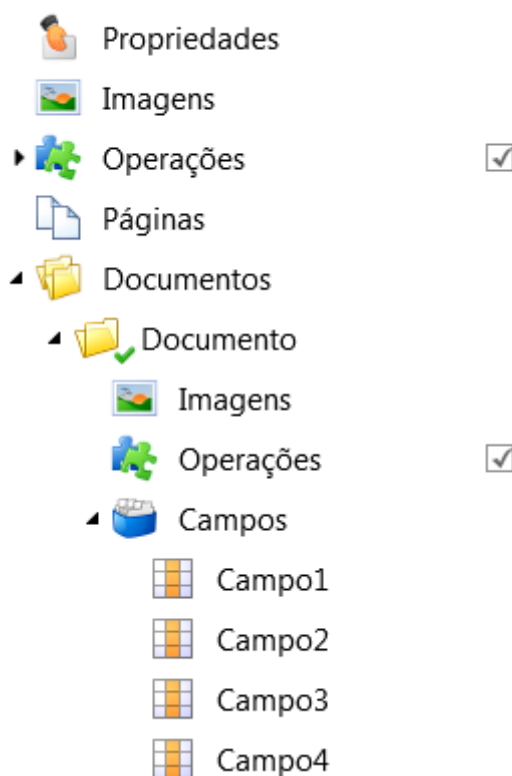 Propriedades
Imagens
Operações
Páginas
Documentos
Documento
Imagens
Operações
Campos
Campo1
Campo2
Campo3
Campo4